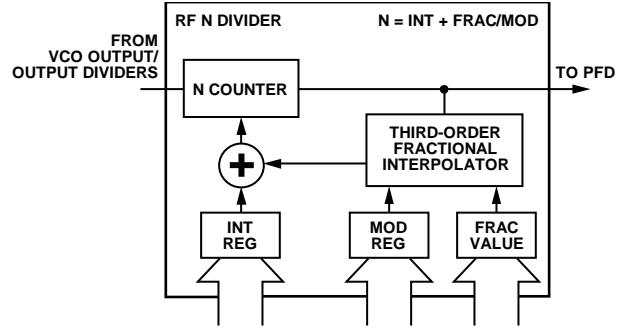 RF N DIVIDER
N = INT + FRAC/MOD
FROM
VCO OUTPUT/
OUTPUT DIVIDERS
TO PFD
N COUNTER
THIRD-ORDER
FRACTIONAL
INTERPOLATOR
+
INT
REG
MOD
REG
FRAC
VALUE